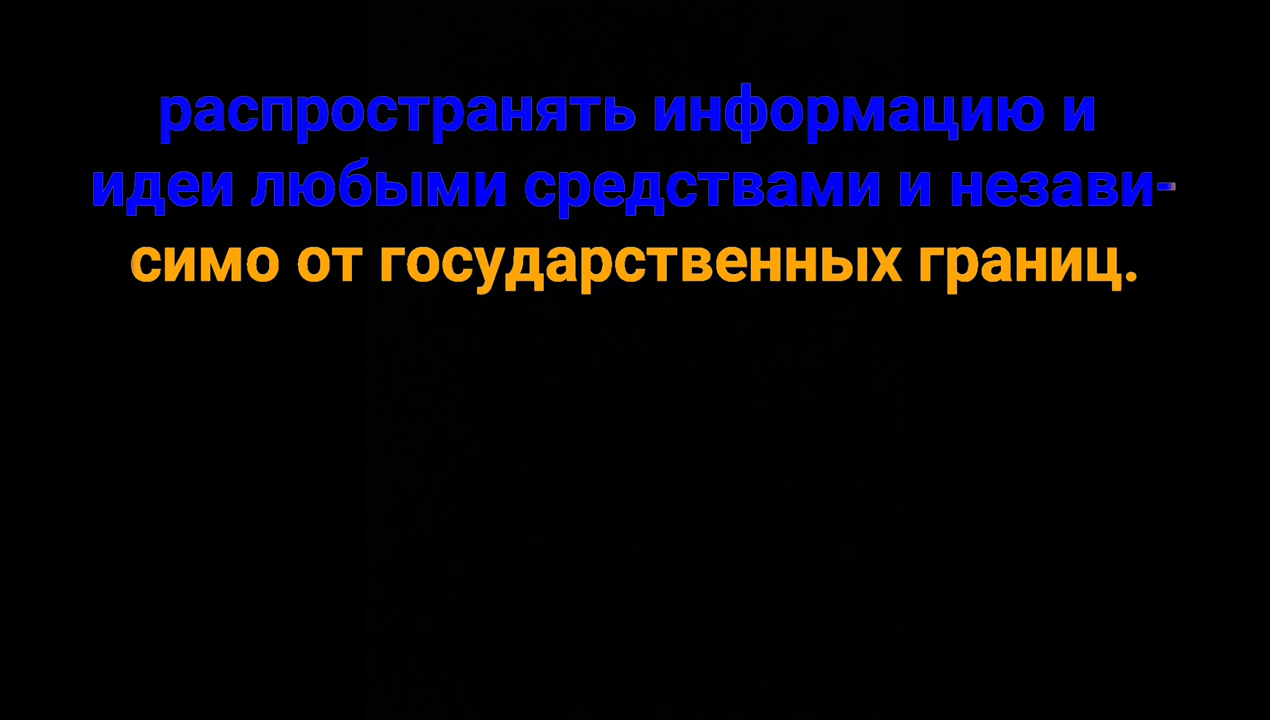 распространять информацию и
идеи любыми средствами и незави-
симо от государственных границ.